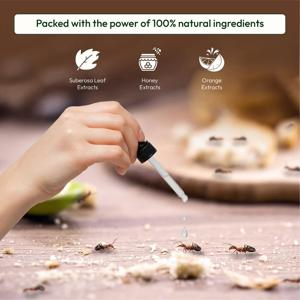 Packed with the power of 100% natural ingredients
Suberosa Leaf
Extracts
Honey
Extracts
Orange
Extracts